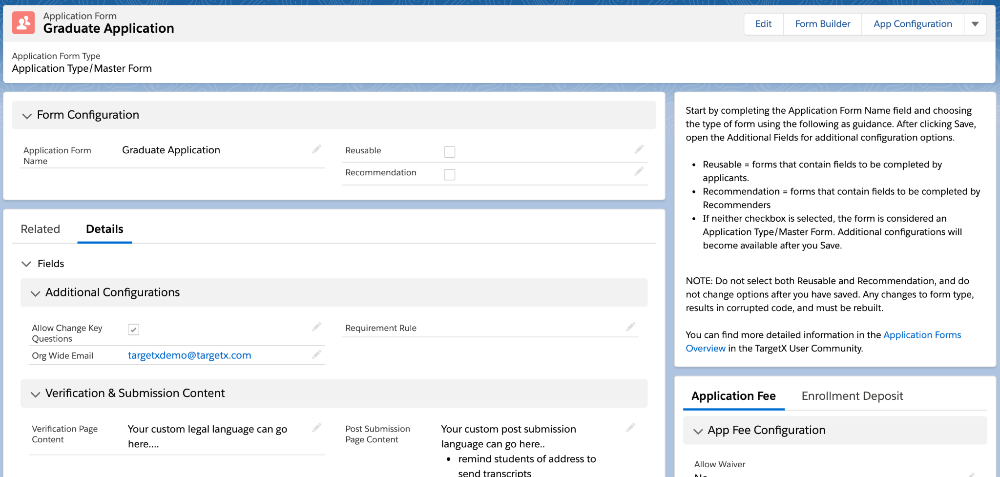 Application Form
Graduate Application
Edit
Form Builder
App Configuration
Application Form Type
Application Type/Master Form
Form Configuration
Application Form
Name
Graduate Application
Reusable
Recommendation
Related
Details
Fields
Additional Configurations
Allow Change Key
Questions
Requirement Rule
Org Wide Email
targetxdemo@targetx.com
Verification & Submission Content
Verification Page
Content
Your custom legal language can go
here....
Post Submission
Page Content
Your custom post submission
language can go here..
• remind students of address to
send transcripts
Start by completing the Application Form Name field and choosing
the type of form using the following as guidance. After clicking Save,
open the Additional Fields for additional configuration options.
• Reusable = forms that contain fields to be completed by
applicants.
• Recommendation = forms that contain fields to be completed by
Recommenders
• If neither checkbox is selected, the form is considered an
Application Type/Master Form. Additional configurations will
become available after you Save.
NOTE: Do not select both Reusable and Recommendation, and do
not change options after you have saved. Any changes to form type,
results in corrupted code, and must be rebuilt.
You can find more detailed information in the Application Forms
Overview in the TargetX User Community.
Application Fee
Enrollment Deposit
App Fee Configuration
Allow Waiver
No